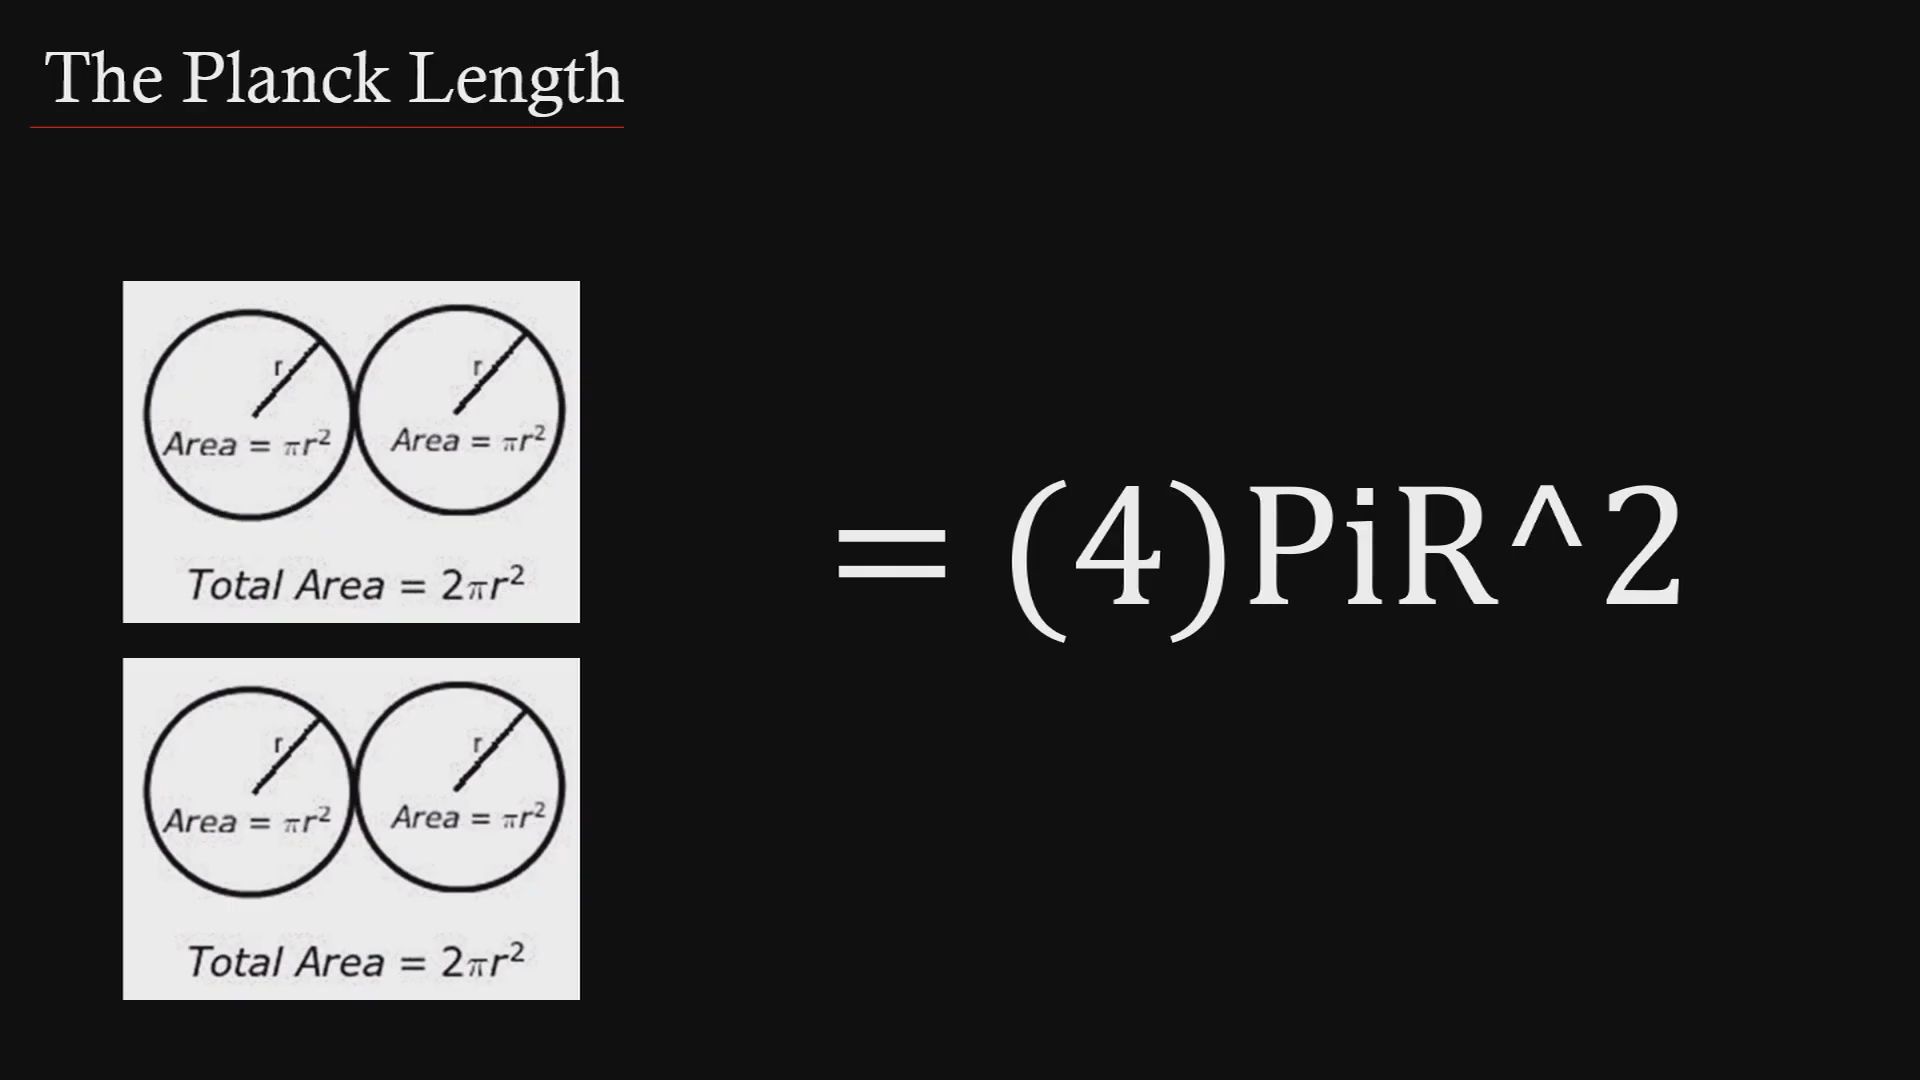 The Planck Length
r r
Area = πr² Area = πr²
Total Area = 2πr²
= (4)PiR^2
r r
Area = πr² Area = πr²
Total Area = 2πr²